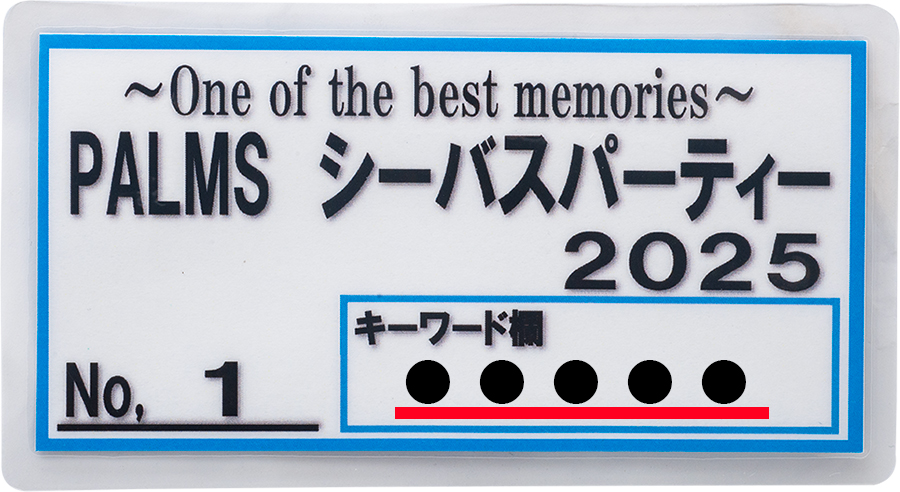 ～One of the best memories～
PALMS シーバスパーティー
２０２５
キーワード欄
●●●●●
No, 1